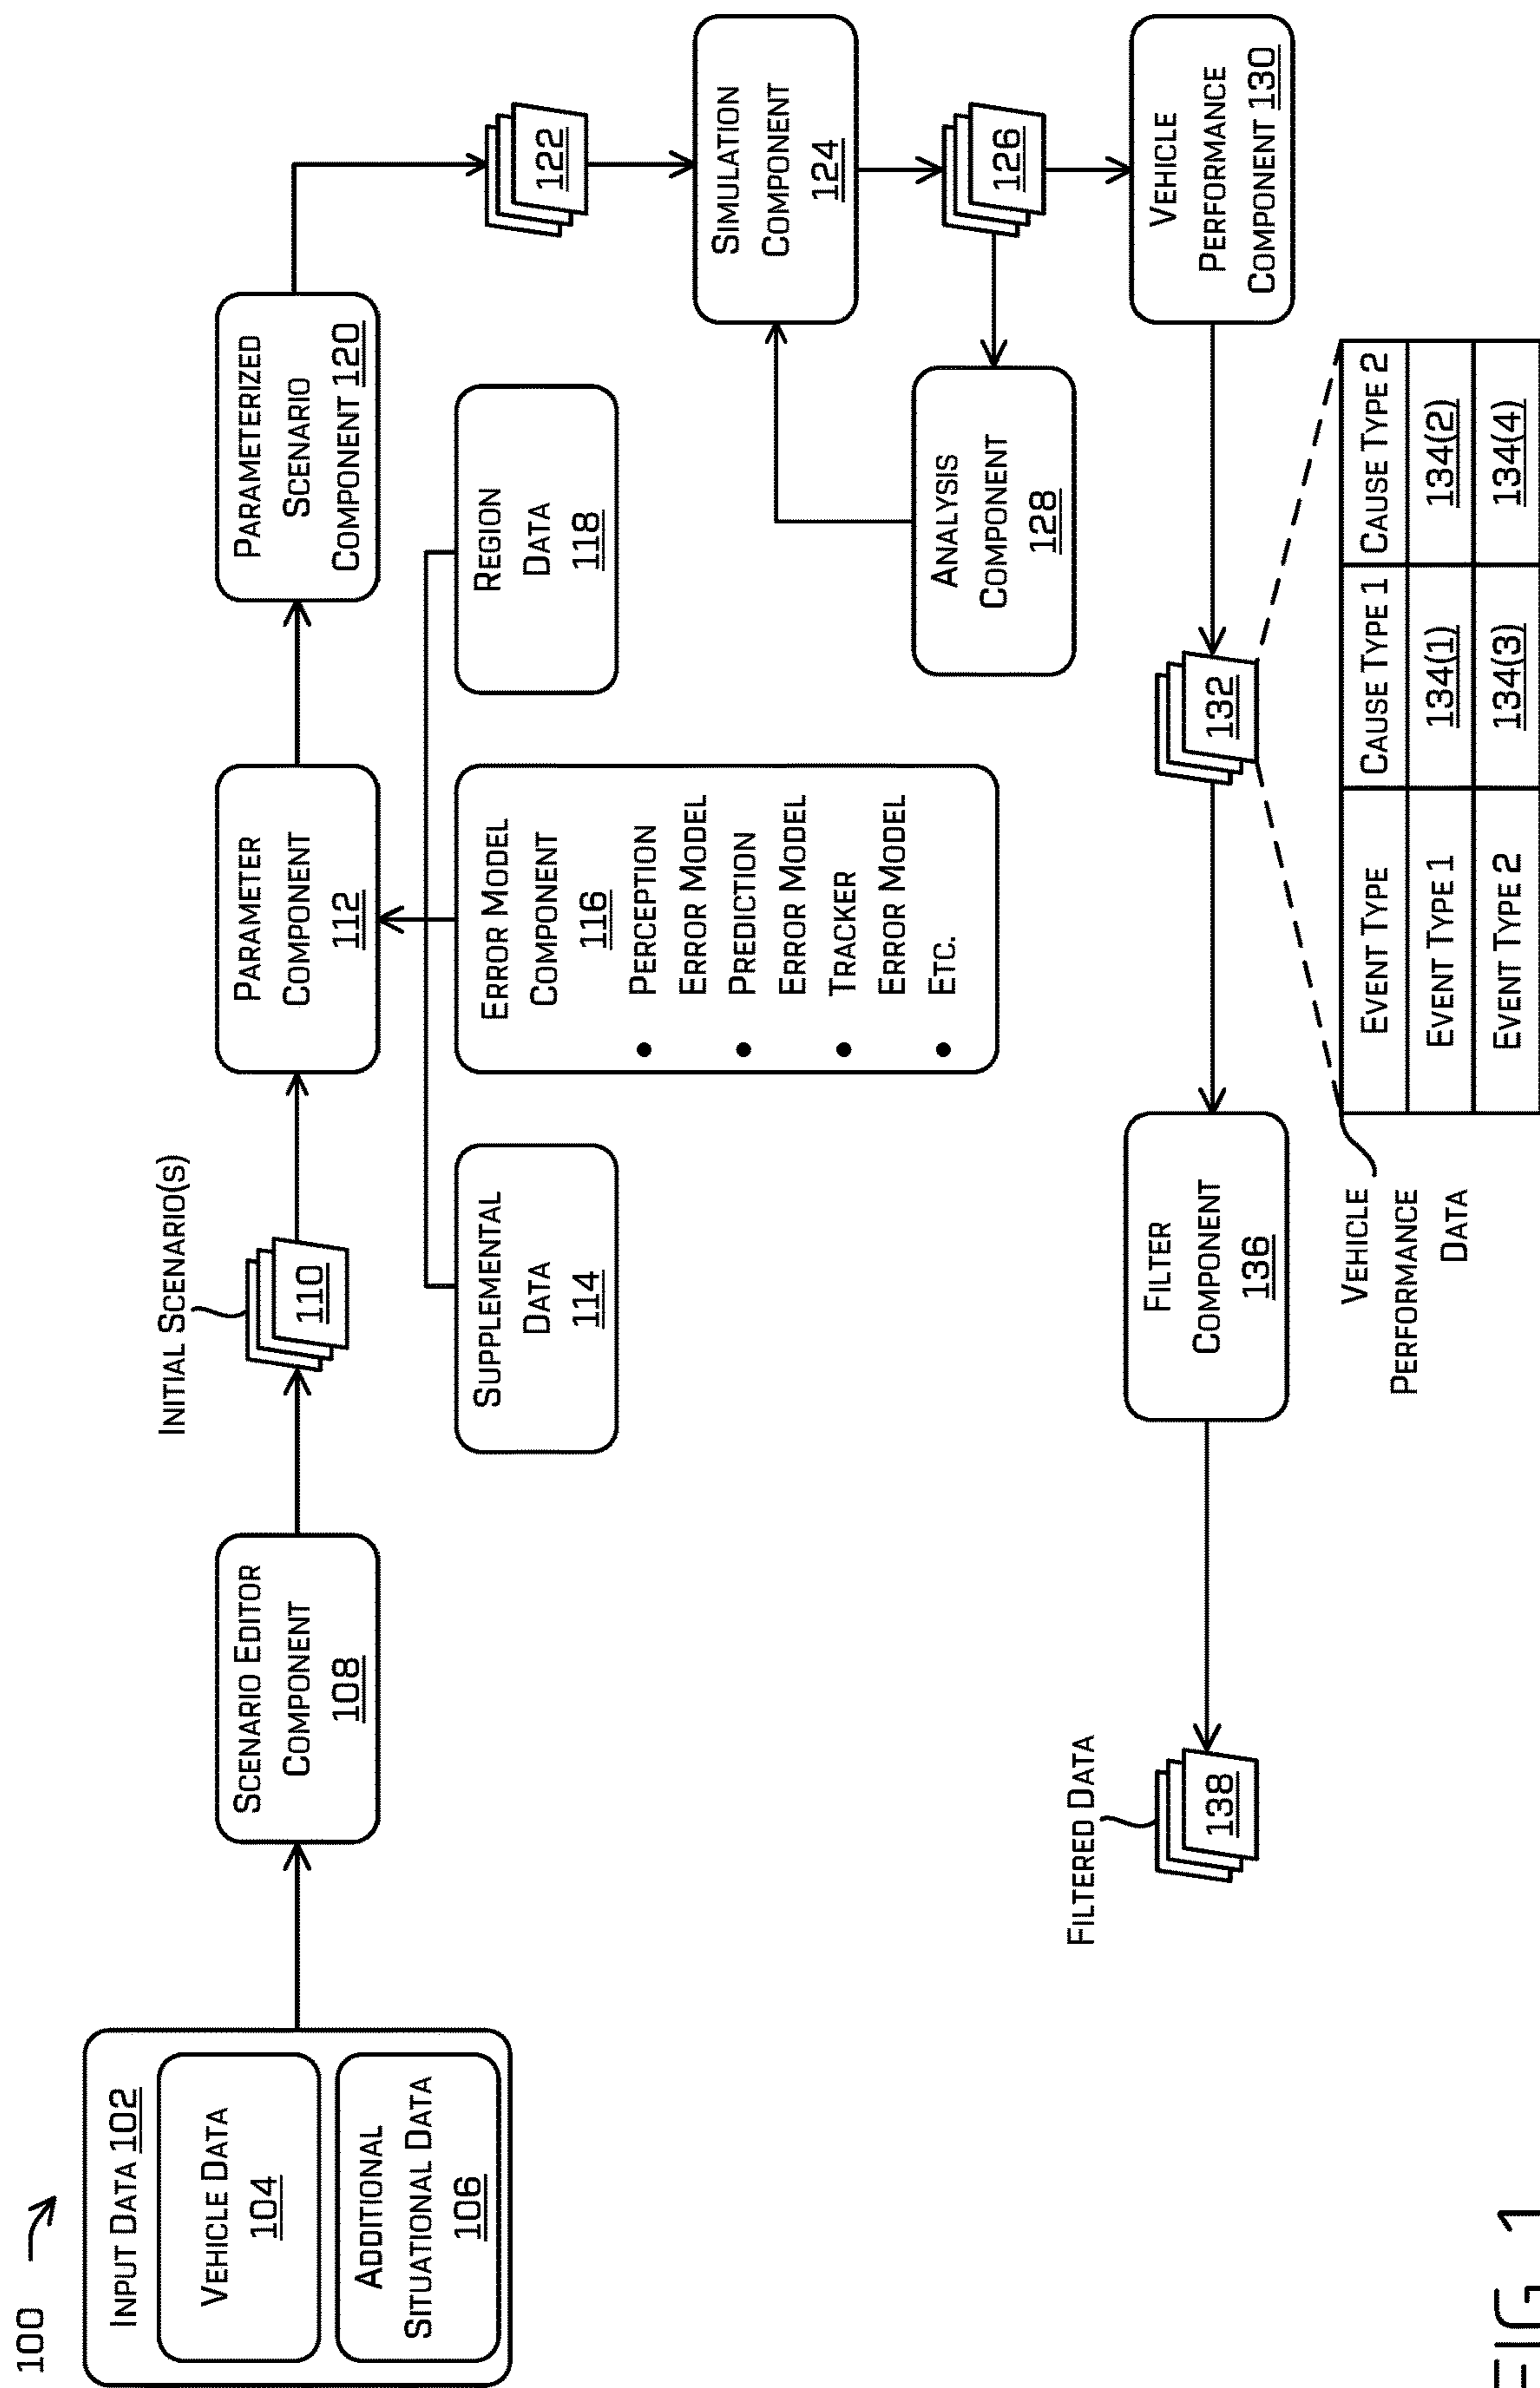 100
INPUT DATA 102
VEHICLE DATA
104
ADDITIONAL
SITUATIONAL DATA
106
SCENARIO EDITOR
COMPONENT
108
INITIAL SCENARIO(S)
110
PARAMETER
COMPONENT
112
SUPPLEMENTAL
DATA
114
ERROR MODEL
COMPONENT
116
• PERCEPTION
ERROR MODEL
• PREDICTION
ERROR MODEL
• TRACKER
ERROR MODEL
• ETC.
REGION
DATA
118
PARAMETERIZED
SCENARIO
COMPONENT 120
122
SIMULATION
COMPONENT
124
126
ANALYSIS
COMPONENT
128
VEHICLE
PERFORMANCE
COMPONENT 130
132
EVENT TYPE CAUSE TYPE 1 CAUSE TYPE 2
EVENT TYPE 1 134(1) 134(2)
EVENT TYPE 2 134(3) 134(4)
VEHICLE
PERFORMANCE
DATA
FILTER
COMPONENT
136
FILTERED DATA
138
FIG. 1